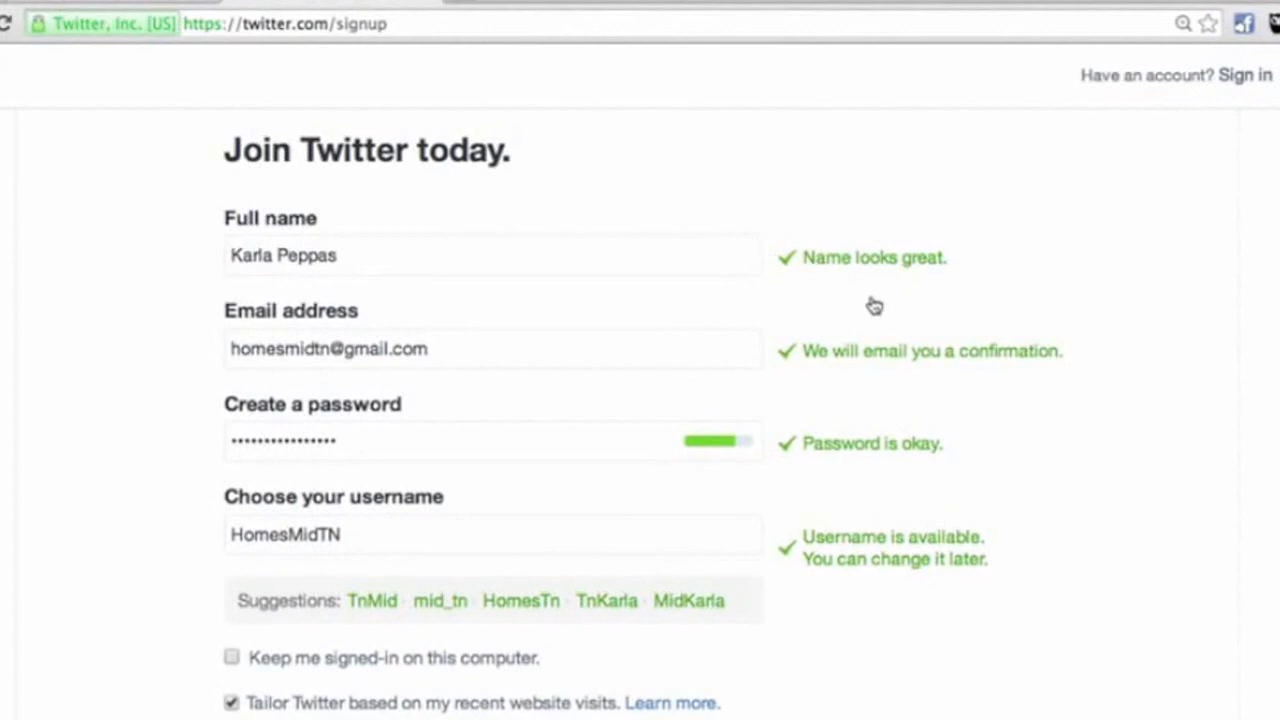 Twitter, Inc. [US] https://twitter.com/signup
Have an account? Sign in
Join Twitter today.
Full name
Karla Peppas
Name looks great.
Email address
homesmidtn@gmail.com
We will email you a confirmation.
Create a password
••••••••••••••••
Password is okay.
Choose your username
HomesMidTN
Username is available.
You can change it later.
Suggestions: TnMid · mid_tn · HomesTn · TnKarla · MidKarla
Keep me signed-in on this computer.
Tailor Twitter based on my recent website visits. Learn more.